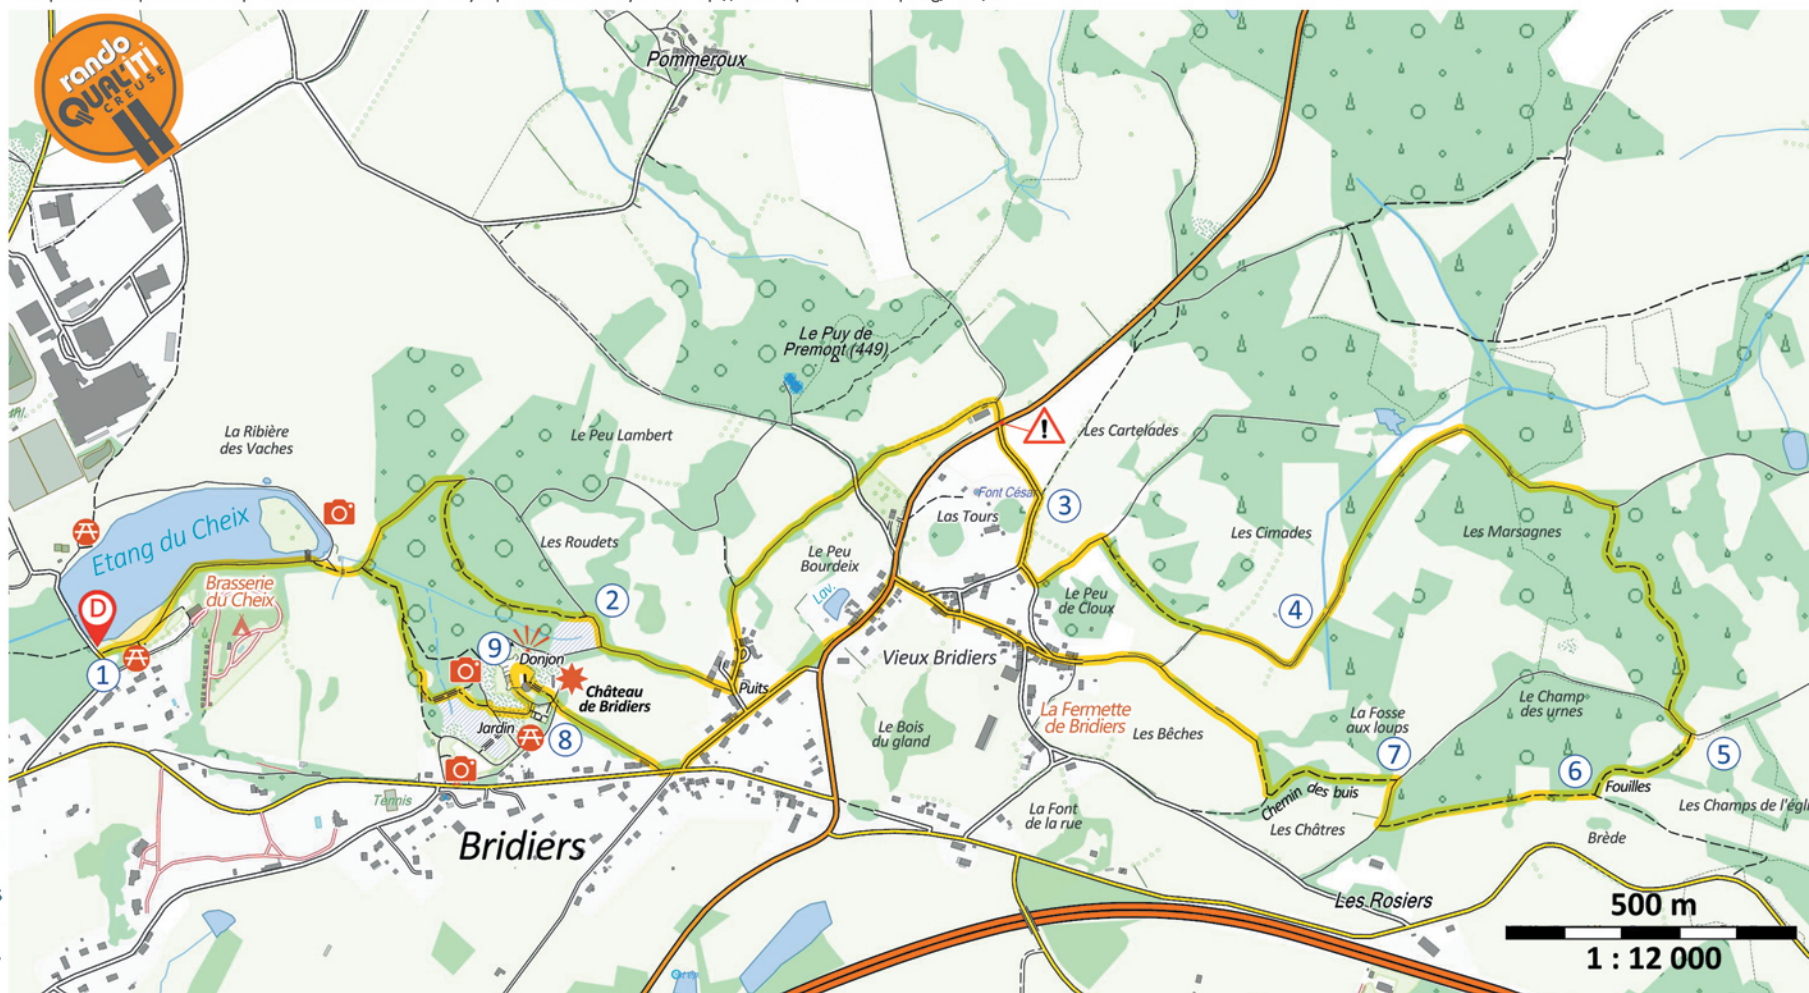 rando
QUAL'ITI
CREUSE
Pommeroux
Le Puy de
Premont (449)
La Ribière
des Vaches
Le Peu Lambert
Les Cartelades
Etang du Cheix
Font César
3
Las Tours
Les Cimades
Les Marsagnes
Les Roudets
Le Peu
Bourdeix
Brasserie
du Cheix
D
2
Lav.
Le Peu
de Cloux
4
1
9
Donjon
Vieux Bridiers
Château
de Bridiers
Puits
Le Champ
des urnes
La Fermette
de Bridiers
La Fosse
aux loups
Jardin
8
Le Bois
du gland
Les Bêches
7
6
5
Fouilles
Chemin des buis
Tennis
La Font
de la rue
Les Châtres
Les Champs de l'égli
Brède
Bridiers
Les Rosiers
500 m
1 : 12 000